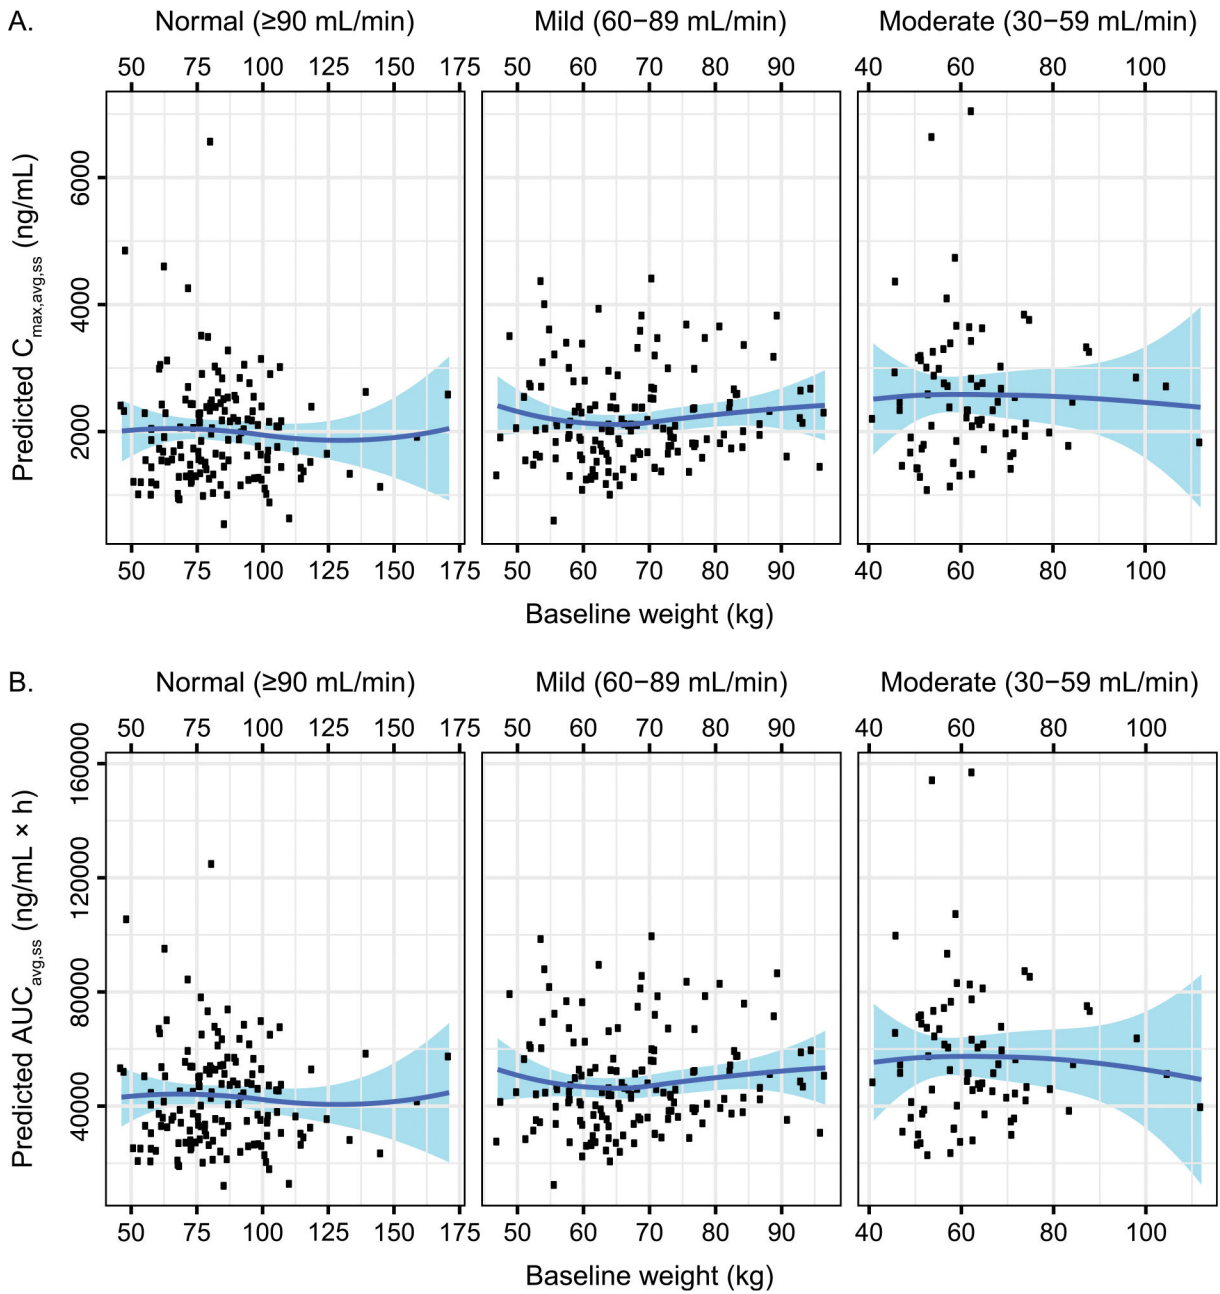 A.
Normal (≥90 mL/min) Mild (60−89 mL/min) Moderate (30−59 mL/min)
50 75 100 125 150 175 50 60 70 80 90 40 60 80 100
Predicted Cmax,avg,ss (ng/mL)
6000
4000
2000
50 75 100 125 150 175 50 60 70 80 90 40 60 80 100
Baseline weight (kg)
B.
Normal (≥90 mL/min) Mild (60−89 mL/min) Moderate (30−59 mL/min)
50 75 100 125 150 175 50 60 70 80 90 40 60 80 100
Predicted AUCavg,ss (ng/mL × h)
160000
120000
80000
40000
50 75 100 125 150 175 50 60 70 80 90 40 60 80 100
Baseline weight (kg)